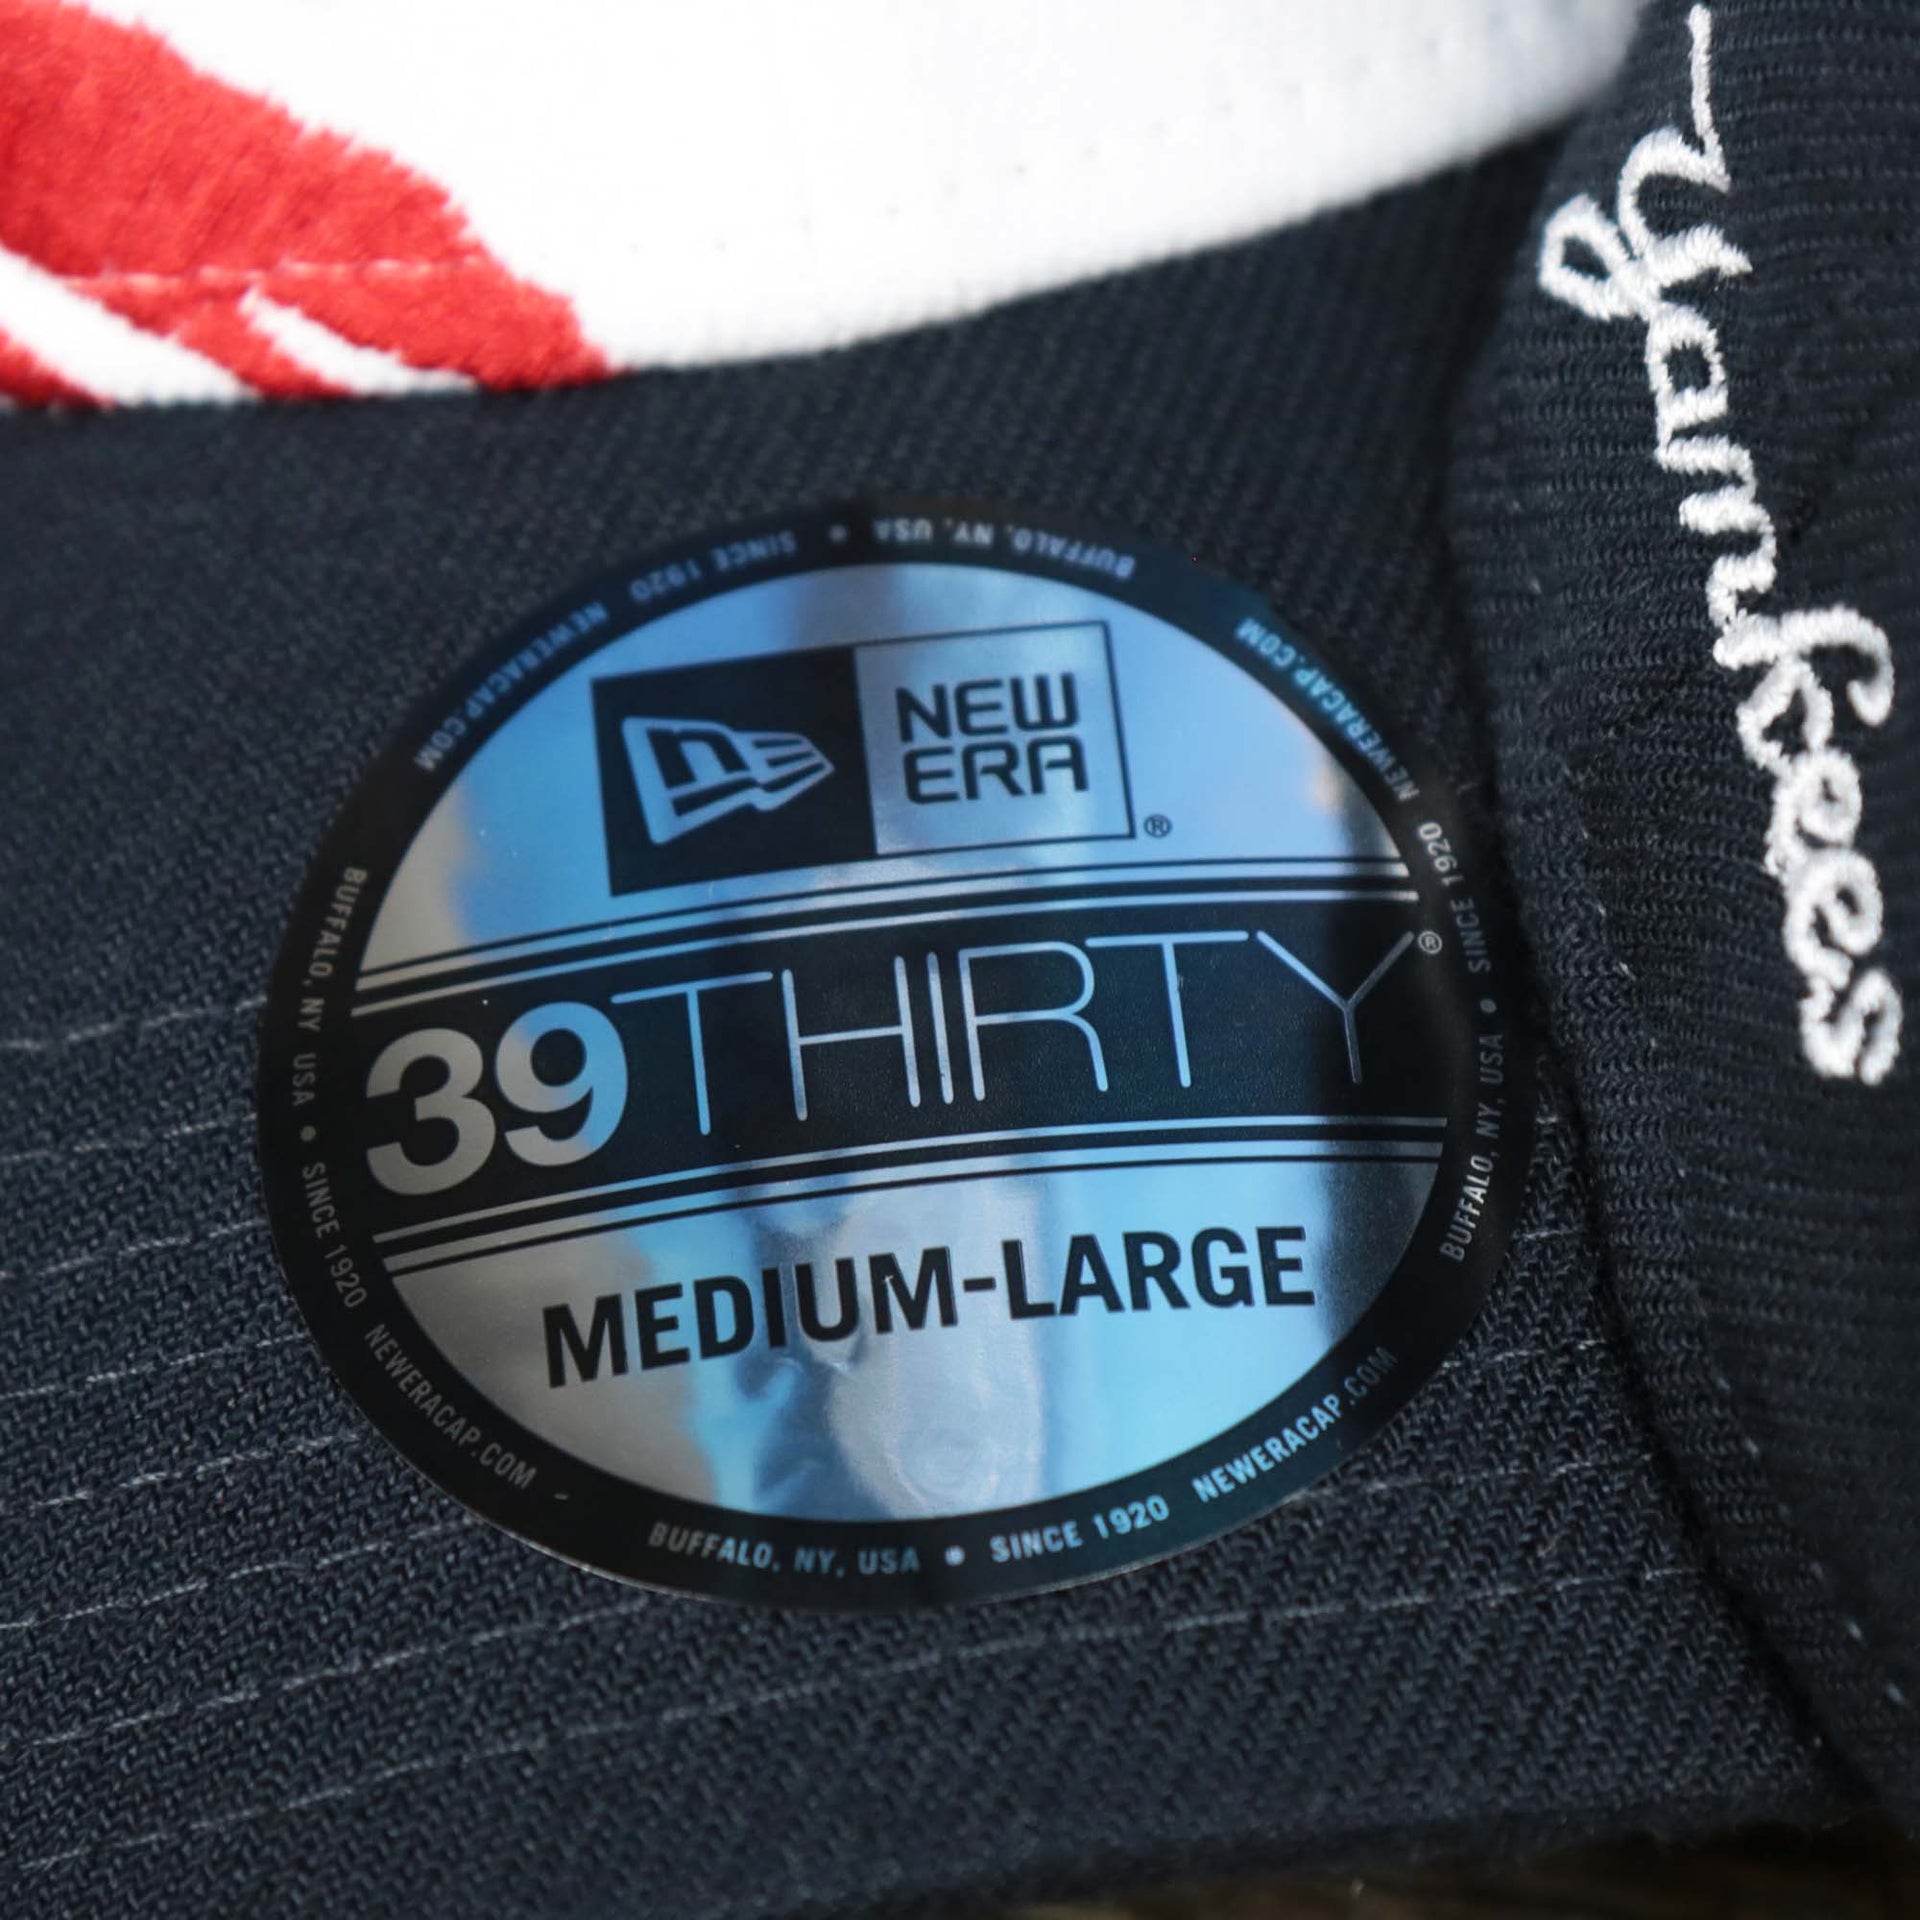 NEW
ERA
®
39THIRTY®
MEDIUM-LARGE
BUFFALO, NY, USA • SINCE 1920 NEWERACAP.COM
BUFFALO, NY, USA • SINCE 1920 NEWERACAP.COM
BUFFALO, NY, USA • SINCE 1920 NEWERACAP.COM
BUFFALO, NY USA • SINCE 1920 NEWERACAP.COM
Yankees